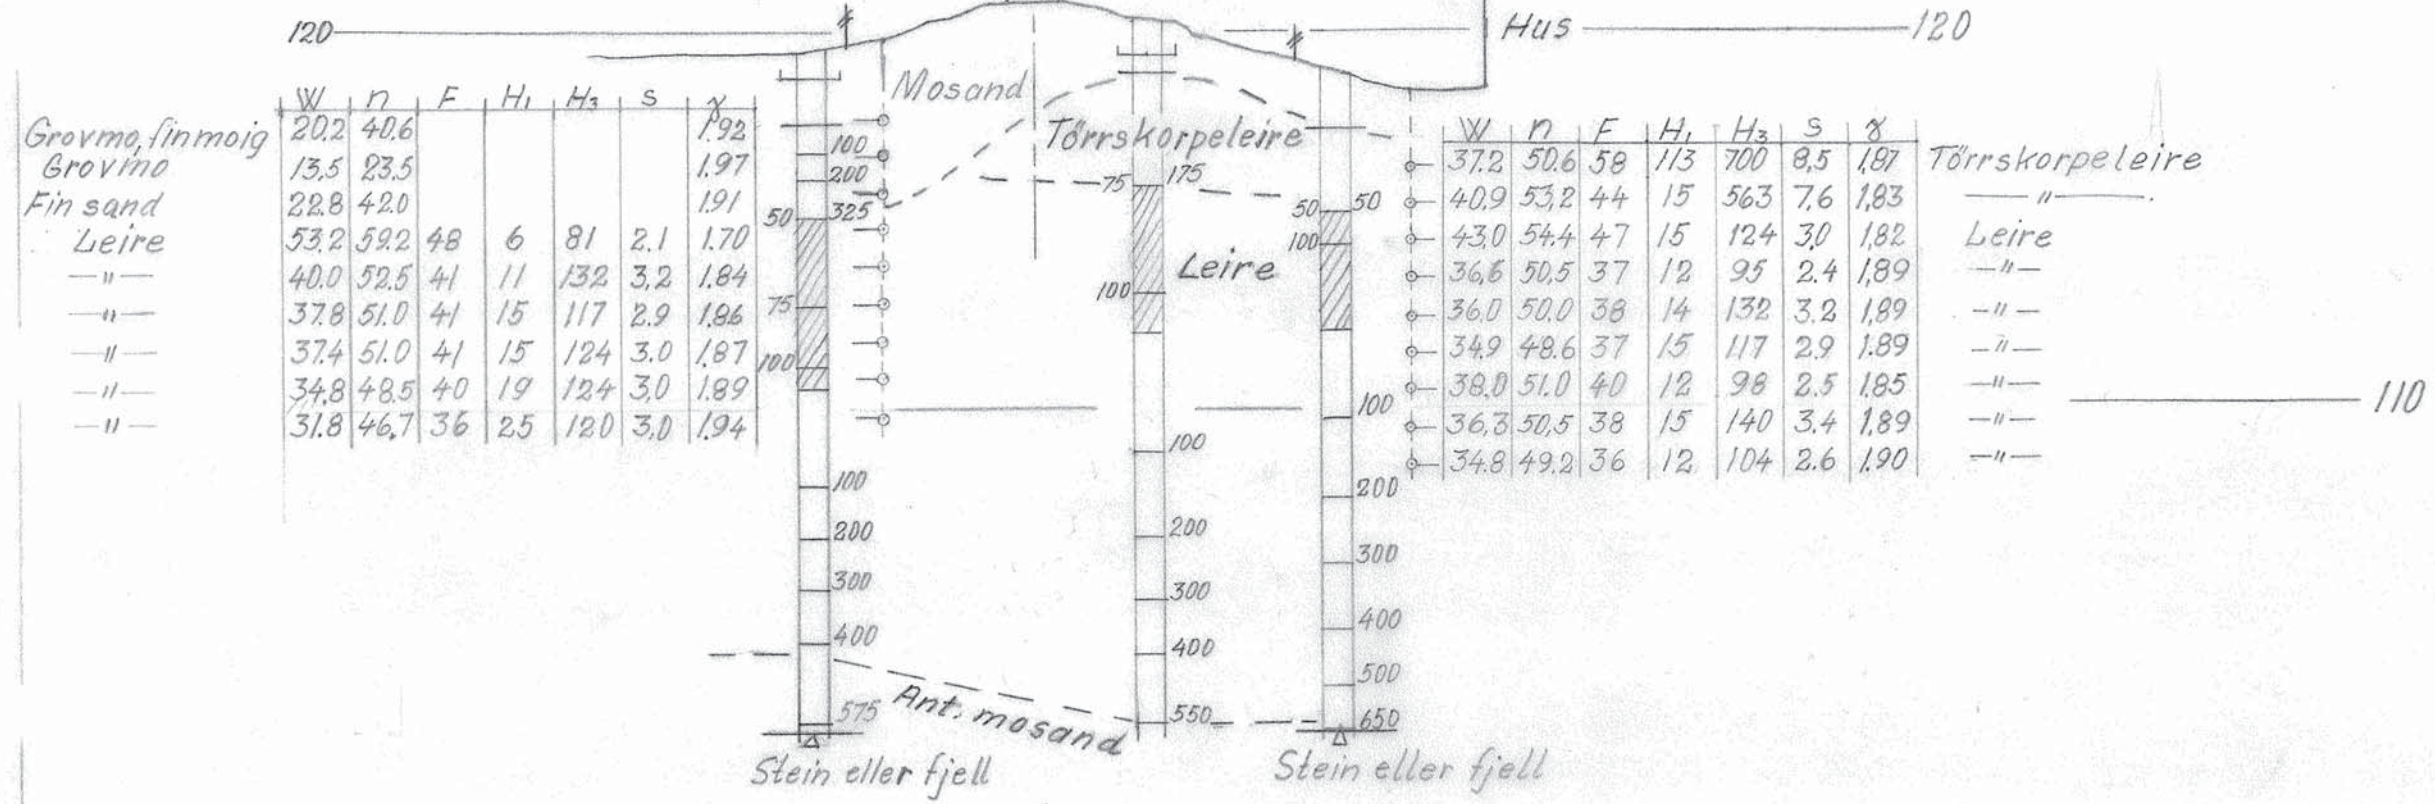 120 Hus 120
W n F H1 H3 S γ
Grovmo, finmoig 20.2 40.6 1.92
Grovmo 13,5 23.5 1.97
Fin sand 22.8 42.0 1.91
Leire 53.2 59.2 48 6 81 2.1 1.70
—"— 40.0 52.5 41 11 132 3,2 1.84
—"— 37.8 51.0 41 15 117 2.9 1.86
—"— 37.4 51.0 41 15 124 3.0 1.87
—"— 34,8 48.5 40 19 124 3,0 1.89
—"— 31.8 46,7 36 25 120 3,0 1.94
100
200
50 325
75
100
100
200
300
400
575
Mosand
Törrskorpeleire
75 175
Leire
100
100
200
300
400
550
50 50
100
100
200
300
400
500
650
W n F H1 H3 S γ
37.2 50.6 58 113 700 8,5 1,87 Törrskorpeleire
40,9 53,2 44 15 563 7,6 1,83 —"—
43,0 54.4 47 15 124 3,0 1,82 Leire
36,6 50,5 37 12 95 2.4 1,89 —"—
36.0 50.0 38 14 132 3.2 1,89 —"—
34.9 48.6 37 15 117 2.9 1.89 —"—
38.0 51.0 40 12 98 2.5 1.85 —"—
36,3 50,5 38 15 140 3.4 1,89 —"—
34.8 49.2 36 12 104 2.6 1.90 —"—
110
Ant. mosand
Stein eller fjell
Stein eller fjell